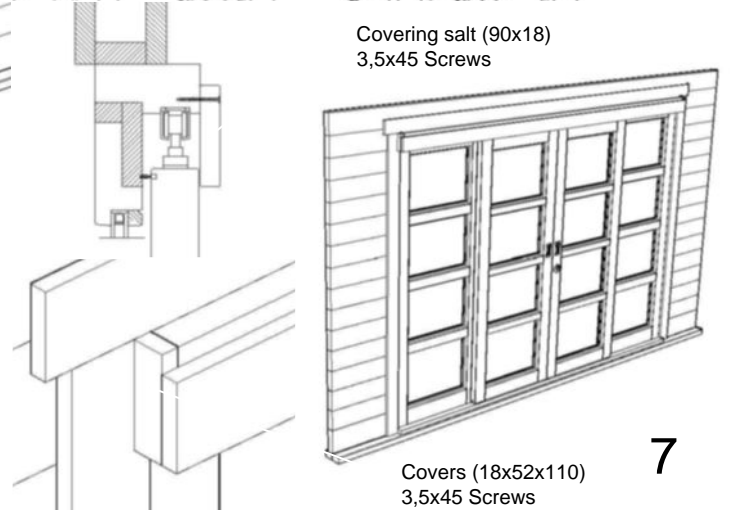 Covering salt (90x18)
3,5x45 Screws
Covers (18x52x110)
3,5x45 Screws
7